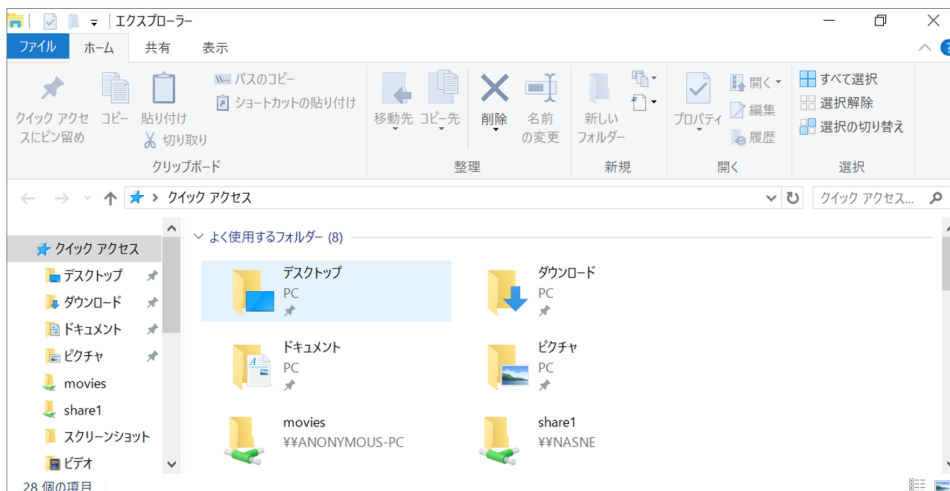 エクスプローラー
ファイル ホーム 共有 表示
クイック アクセスにピン留め
コピー
貼り付け
パスのコピー
ショートカットの貼り付け
切り取り
クリップボード
移動先
コピー先
削除
名前の変更
整理
新しいフォルダー
新規
プロパティ
開く
編集
履歴
開く
すべて選択
選択解除
選択の切り替え
選択
クイック アクセス
クイック アクセス...
クイック アクセス
デスクトップ
ダウンロード
ドキュメント
ピクチャ
movies
share1
スクリーンショット
ビデオ
よく使用するフォルダー (8)
デスクトップ
PC
ダウンロード
PC
ドキュメント
PC
ピクチャ
PC
movies
¥¥ANONYMOUS-PC
share1
¥¥NASNE
28 個の項目